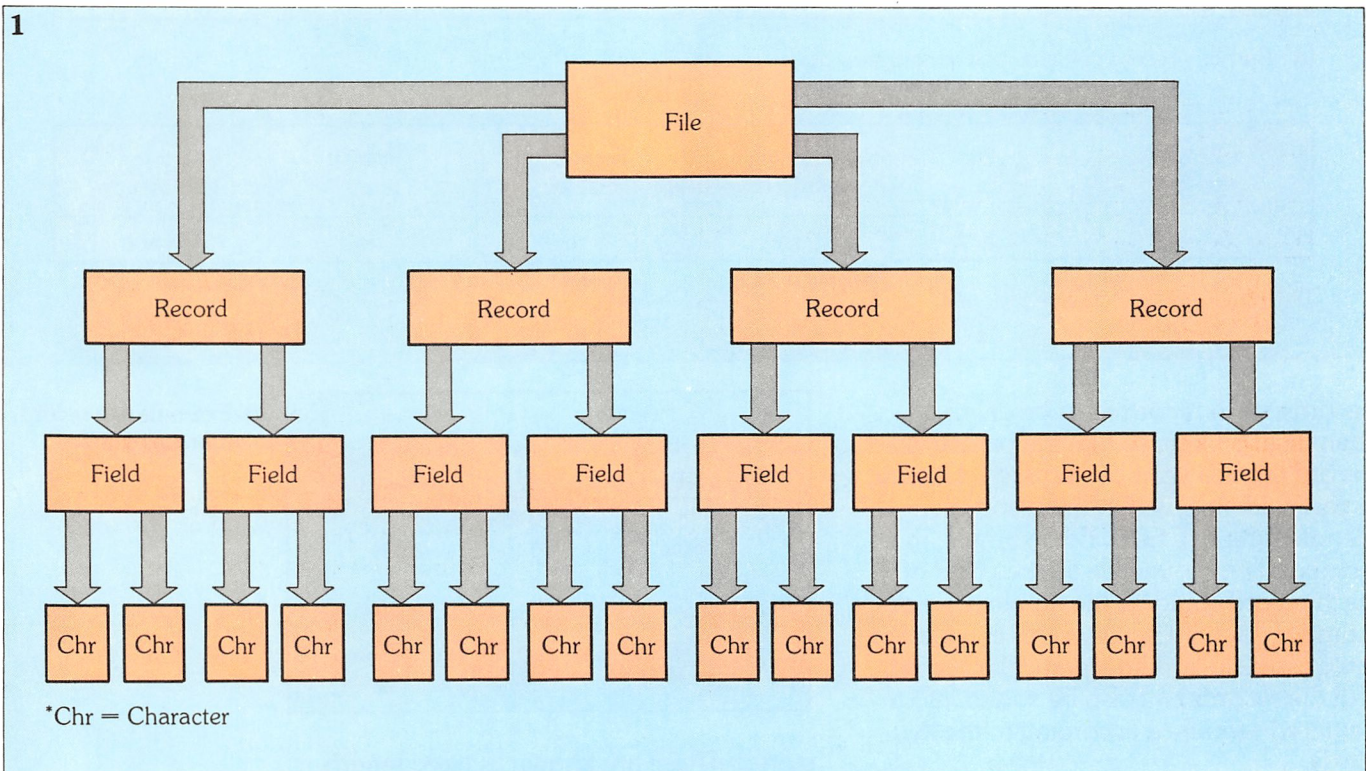 1
File
Record Record Record Record
Field Field Field Field Field Field Field Field
Chr Chr Chr Chr Chr Chr Chr Chr Chr Chr Chr Chr Chr Chr Chr Chr
*Chr = Character